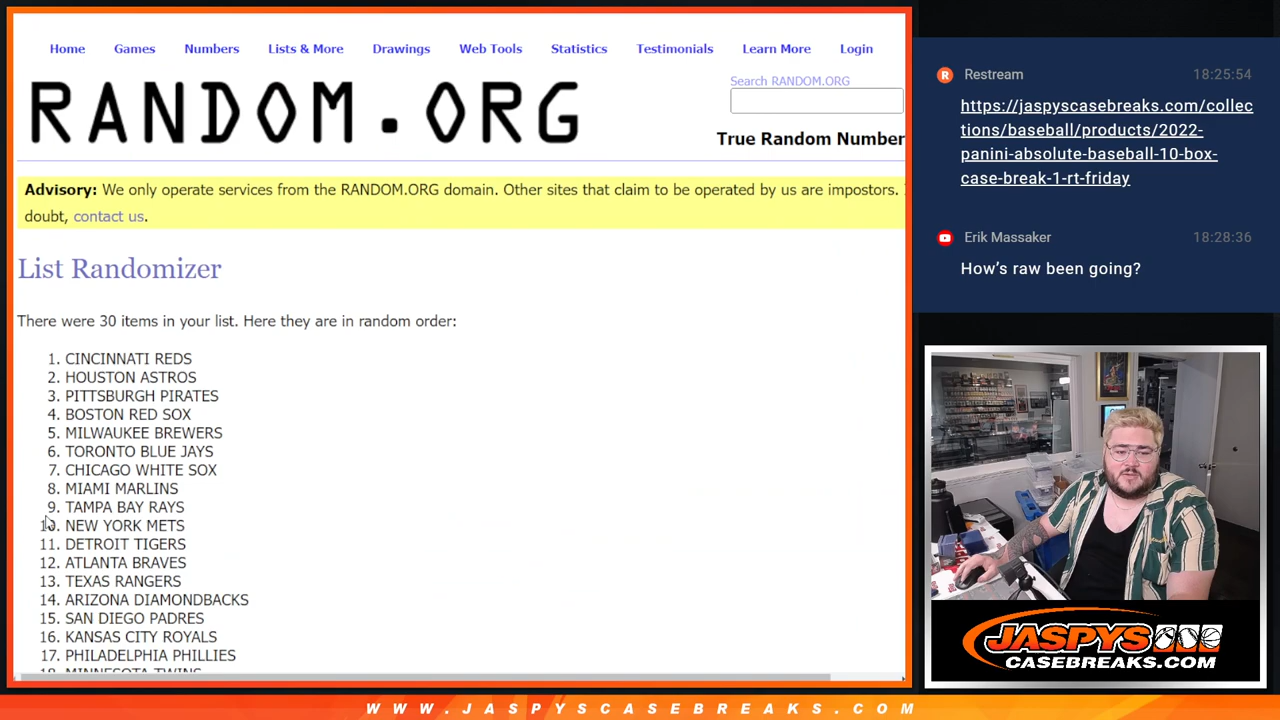 Home Games Numbers Lists & More Drawings Web Tools Statistics Testimonials Learn More Login
RANDOM.ORG
Search RANDOM.ORG
True Random Number
Advisory: We only operate services from the RANDOM.ORG domain. Other sites that claim to be operated by us are impostors.
doubt, contact us.
List Randomizer
There were 30 items in your list. Here they are in random order:
1. CINCINNATI REDS
2. HOUSTON ASTROS
3. PITTSBURGH PIRATES
4. BOSTON RED SOX
5. MILWAUKEE BREWERS
6. TORONTO BLUE JAYS
7. CHICAGO WHITE SOX
8. MIAMI MARLINS
9. TAMPA BAY RAYS
10. NEW YORK METS
11. DETROIT TIGERS
12. ATLANTA BRAVES
13. TEXAS RANGERS
14. ARIZONA DIAMONDBACKS
15. SAN DIEGO PADRES
16. KANSAS CITY ROYALS
17. PHILADELPHIA PHILLIES
18. MINNESOTA TWINS
R Restream 18:25:54
https://jaspyscasebreaks.com/collec
tions/baseball/products/2022-
panini-absolute-baseball-10-box-
case-break-1-rt-friday
Erik Massaker 18:28:36
How's raw been going?
JASPYS
CASEBREAKS.COM
WWW.JASPYSCASEBREAKS.COM